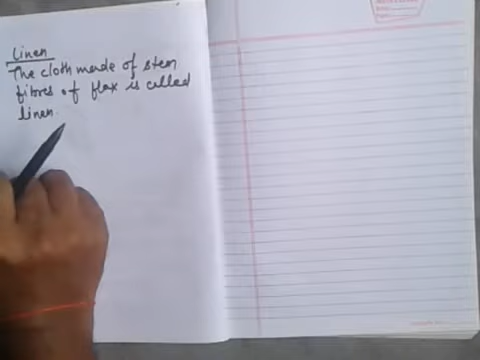 Linen
The cloth made of stem
fibres of flax is called
linen.